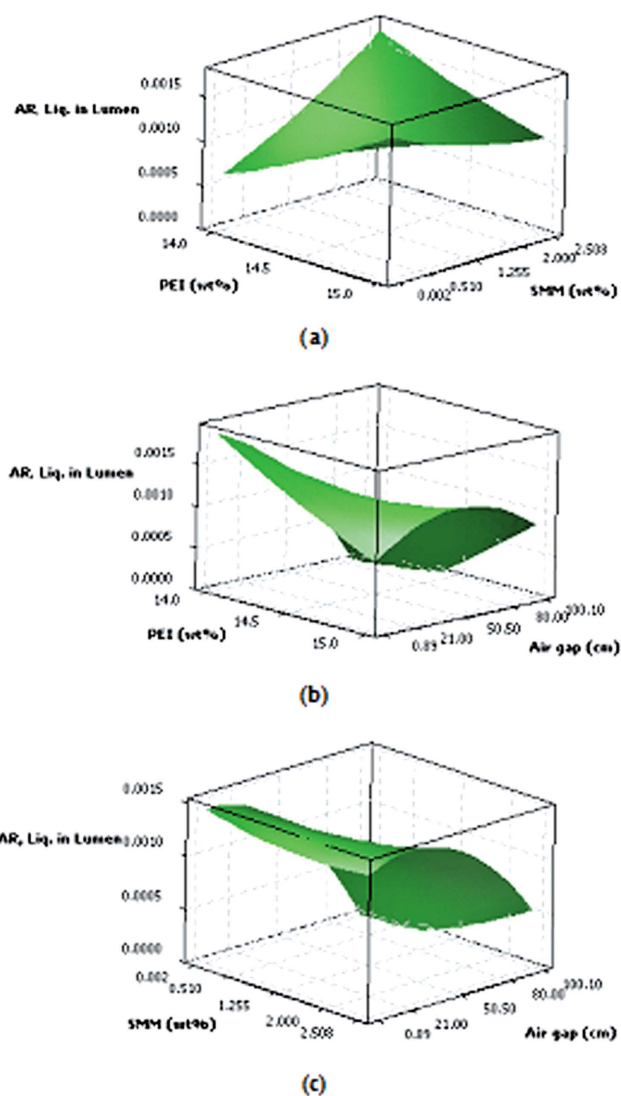 0.0015
AR, Liq. in Lumen
0.0010
0.0005
0.0000
14.0
14.5
15.0
PEI (wt%)
0.002 0.510 1.255 2.000 2.508
SMM (wt%)
(a)
0.0015
AR, Liq. in Lumen
0.0010
0.0005
0.0000
14.0
14.5
15.0
PEI (wt%)
0.89 21.00 50.50 80.00 100.10
Air gap (cm)
(b)
0.0015
AR, Liq. in Lumen
0.0010
0.0005
0.0000
0.002 0.510 1.255 2.000 2.508
SMM (wt%)
0.89 21.00 50.50 80.00 100.10
Air gap (cm)
(c)